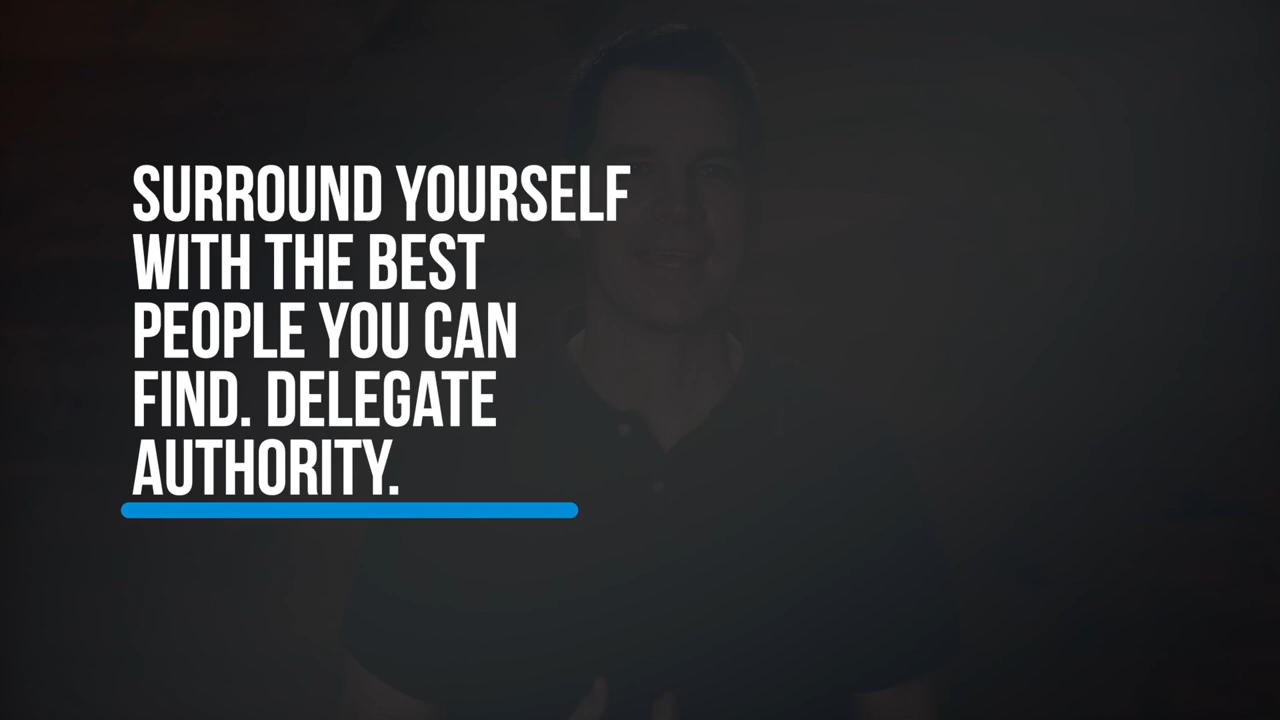 SURROUND YOURSELF
WITH THE BEST
PEOPLE YOU CAN
FIND. DELEGATE
AUTHORITY.